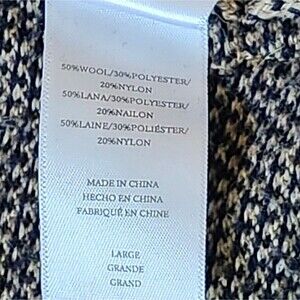 50%WOOL/30%POLYESTER/
20%NYLON
50%LANA/30%POLYESTER/
20%NAILON
50%LAINE/30%POLIÉSTER/
20%NYLON
MADE IN CHINA
HECHO EN CHINA
FABRIQUÉ EN CHINE
LARGE
GRANDE
GRAND